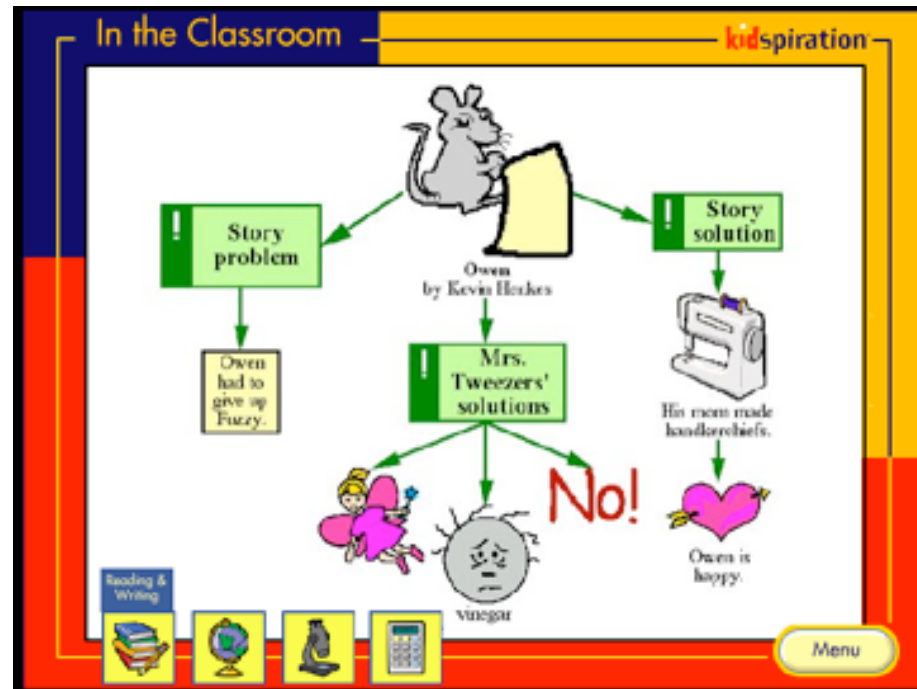 In the Classroom
kidspiration
Story
problem
Owen
by Kevin Henkes
Story
solution
Owen
had to
give up
Fuzzy.
Mrs.
Tweezers'
solutions
His mom made
handkerchiefs.
No!
vinegar
Owen is
happy.
Reading &
Writing
Menu